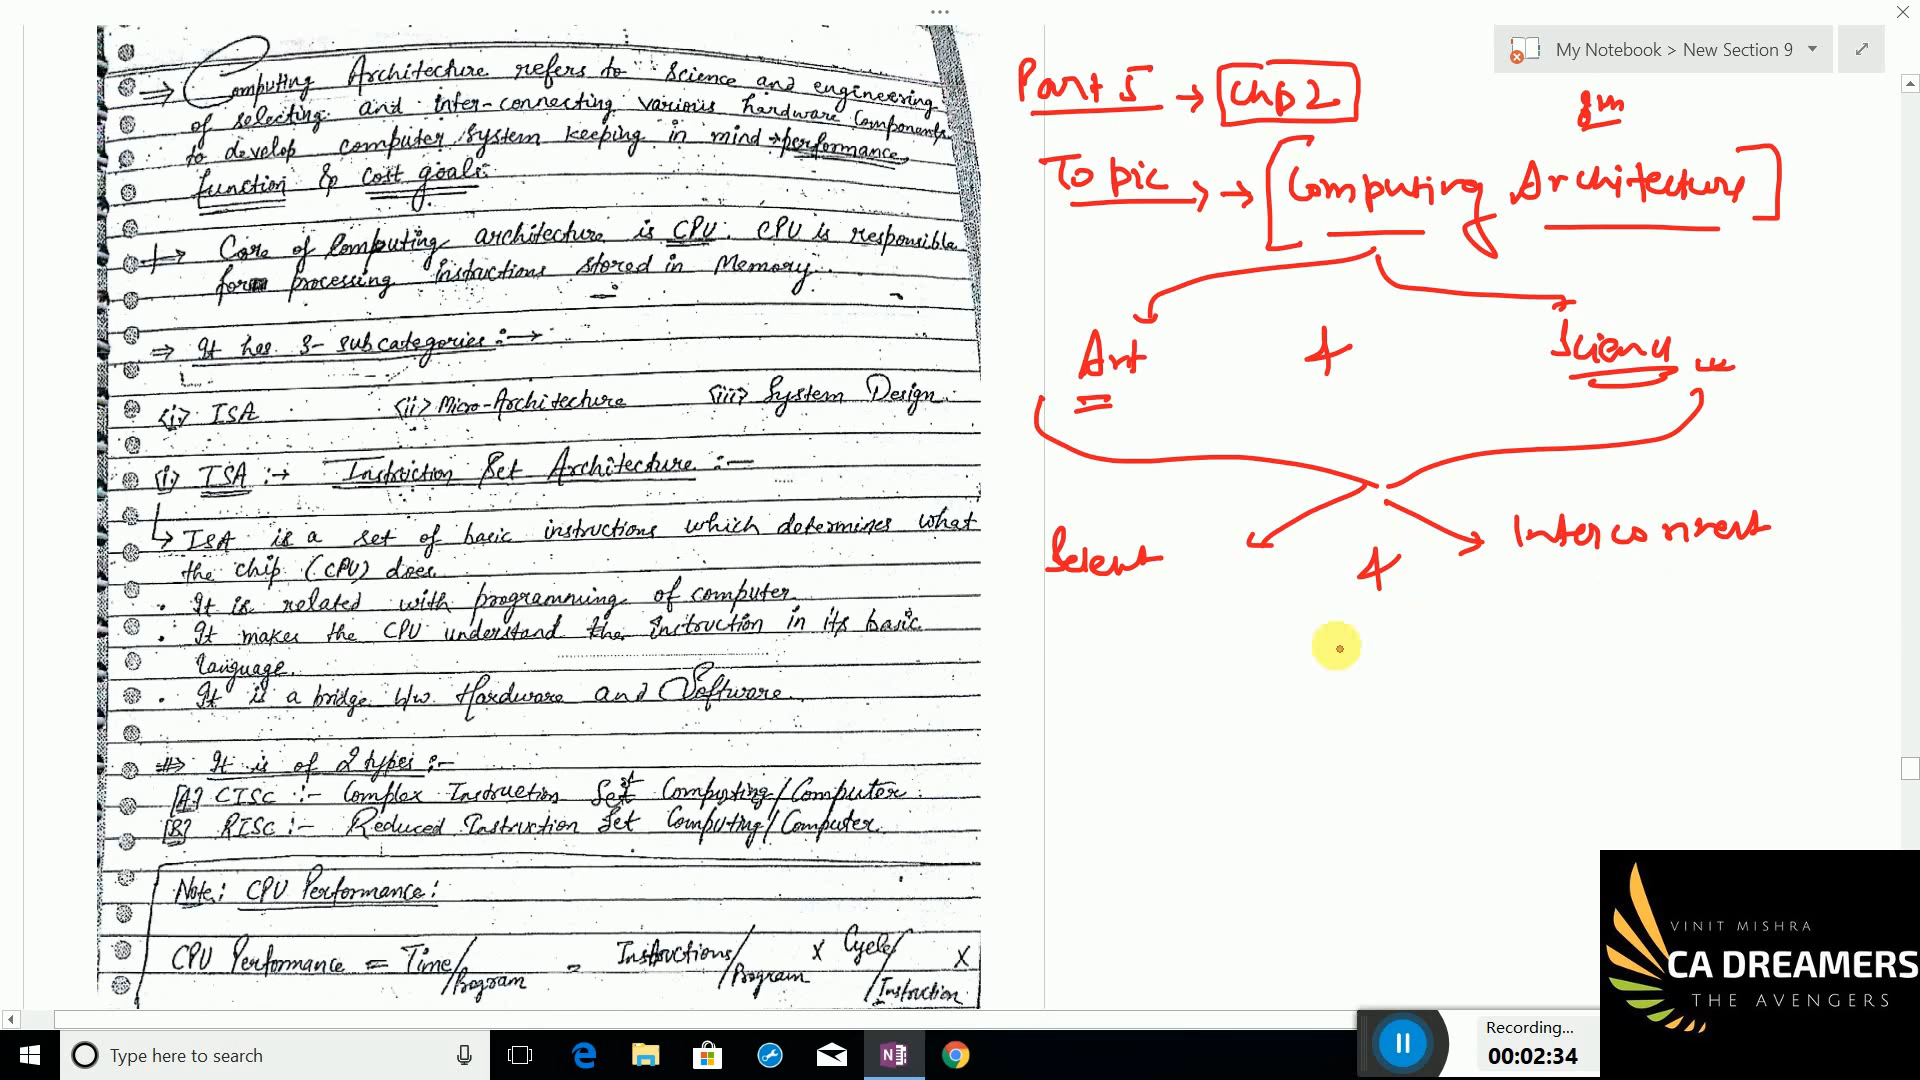 My Notebook > New Section 9
⇒ Computing Architecture refers to science and engineering
of selecting and inter-connecting various hardware components
to develop computer system keeping in mind → performance,
function & cost goals.
⇒ Core of Computing architecture is CPU. CPU is responsible
for processing instructions stored in Memory.
⇒ It has 3- subcategories :→
(i) ISA (ii) Micro-Architecture (iii) System Design.
(i) ISA :→ Instruction Set Architecture :-
↳ ISA is a set of basic instructions which determines what
the chip (CPU) does.
• It is related with programming of computer.
• It makes the CPU understand the instruction in its basic
language.
• It is a bridge b/w. Hardware and Software.
⇒ It is of 2 types :-
[A] CISC :- Complex Instruction Set Computing/Computer.
[B] RISC :- Reduced Instruction Set Computing/Computer.
Note: CPU Performance:
CPU Performance = Time/Program = Instructions/Program X Cycle/Instruction X
Part 5 → Chp 2
Topic → → [Computing Architecture]
Art + Science
Select + Interconnect
VINIT MISHRA
CA DREAMERS
THE AVENGERS
Recording...
00:02:34
Type here to search